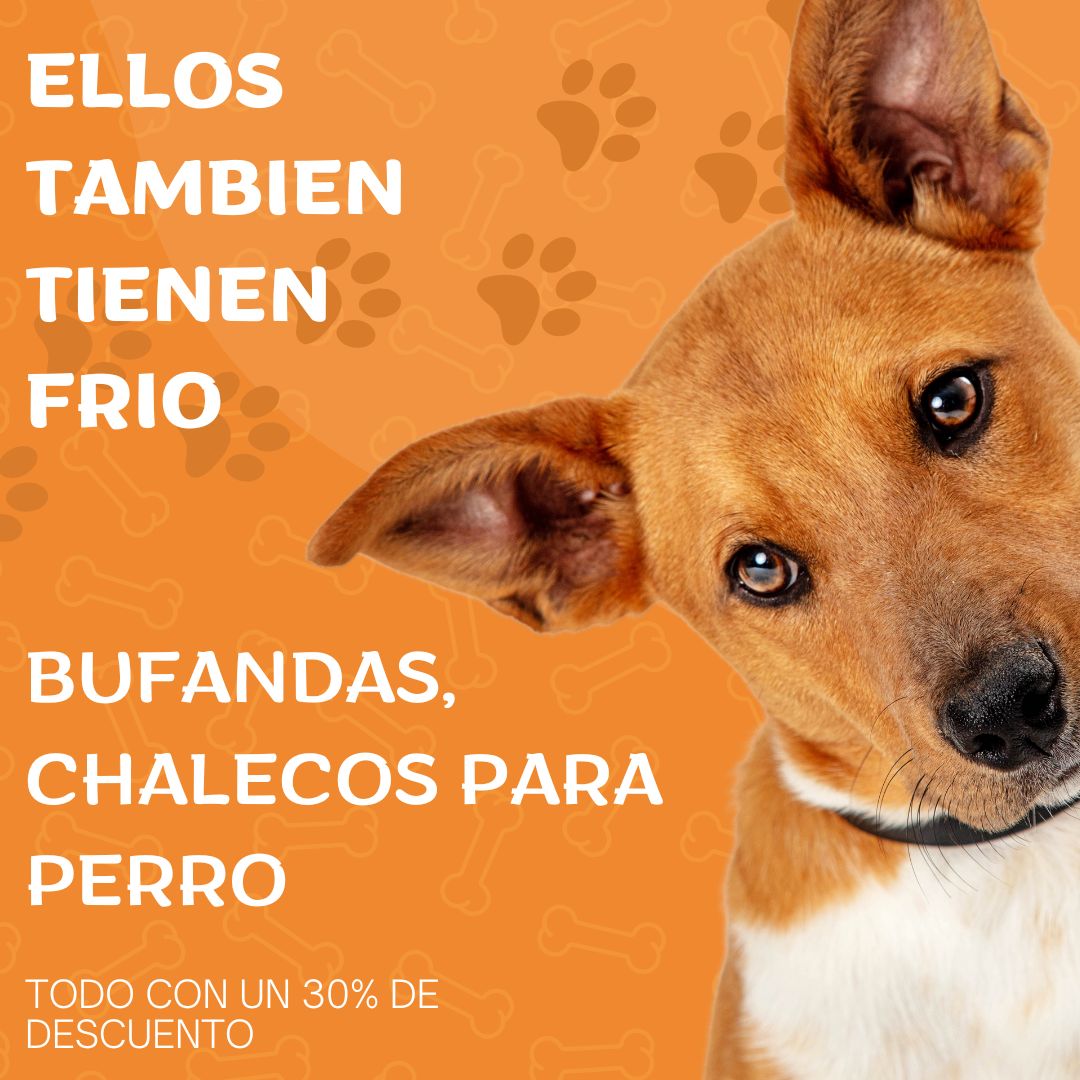 ELLOS
TAMBIEN
TIENEN
FRIO
BUFANDAS,
CHALECOS PARA
PERRO
TODO CON UN 30% DE
DESCUENTO